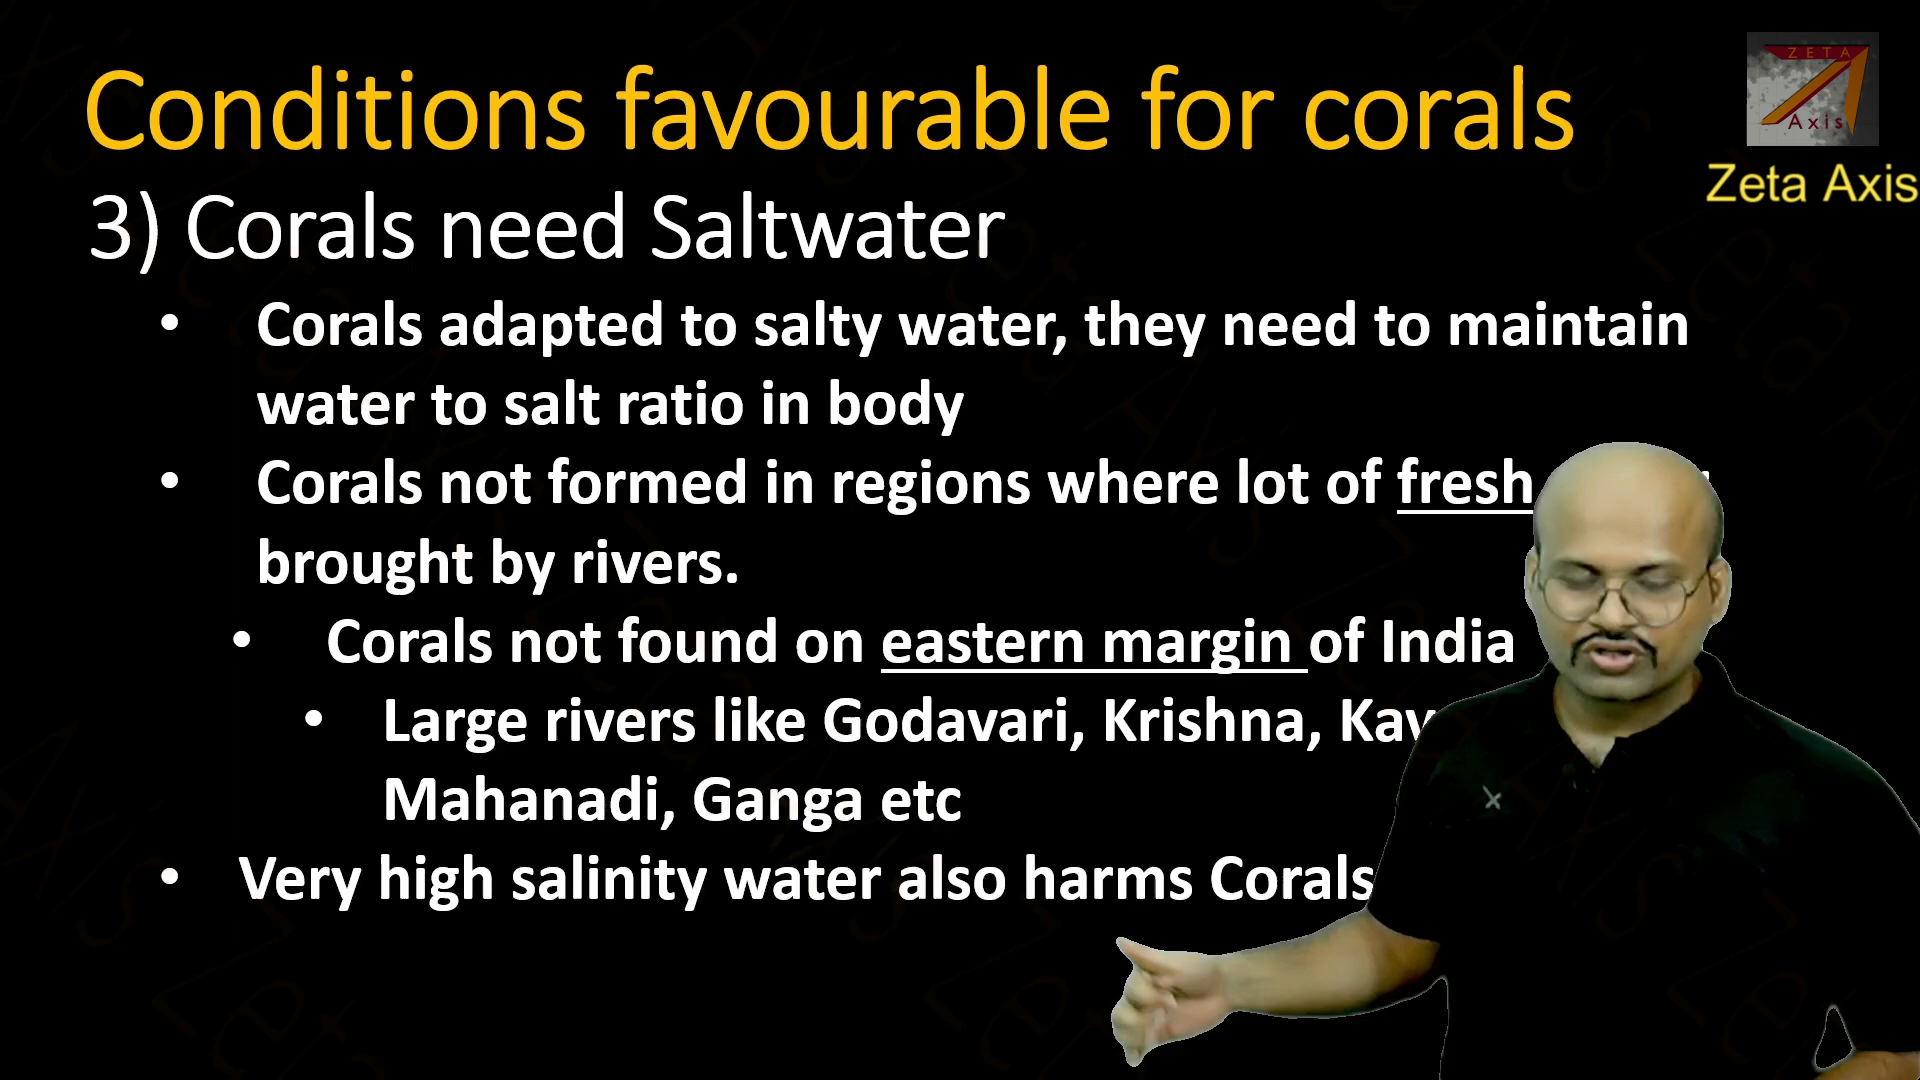 Conditions favourable for corals
ZETA
Axis
Zeta Axis
3) Corals need Saltwater
• Corals adapted to salty water, they need to maintain
water to salt ratio in body
• Corals not formed in regions where lot of fresh
brought by rivers.
• Corals not found on eastern margin of India
• Large rivers like Godavari, Krishna,
Mahanadi, Ganga etc
• Very high salinity water also harms Corals